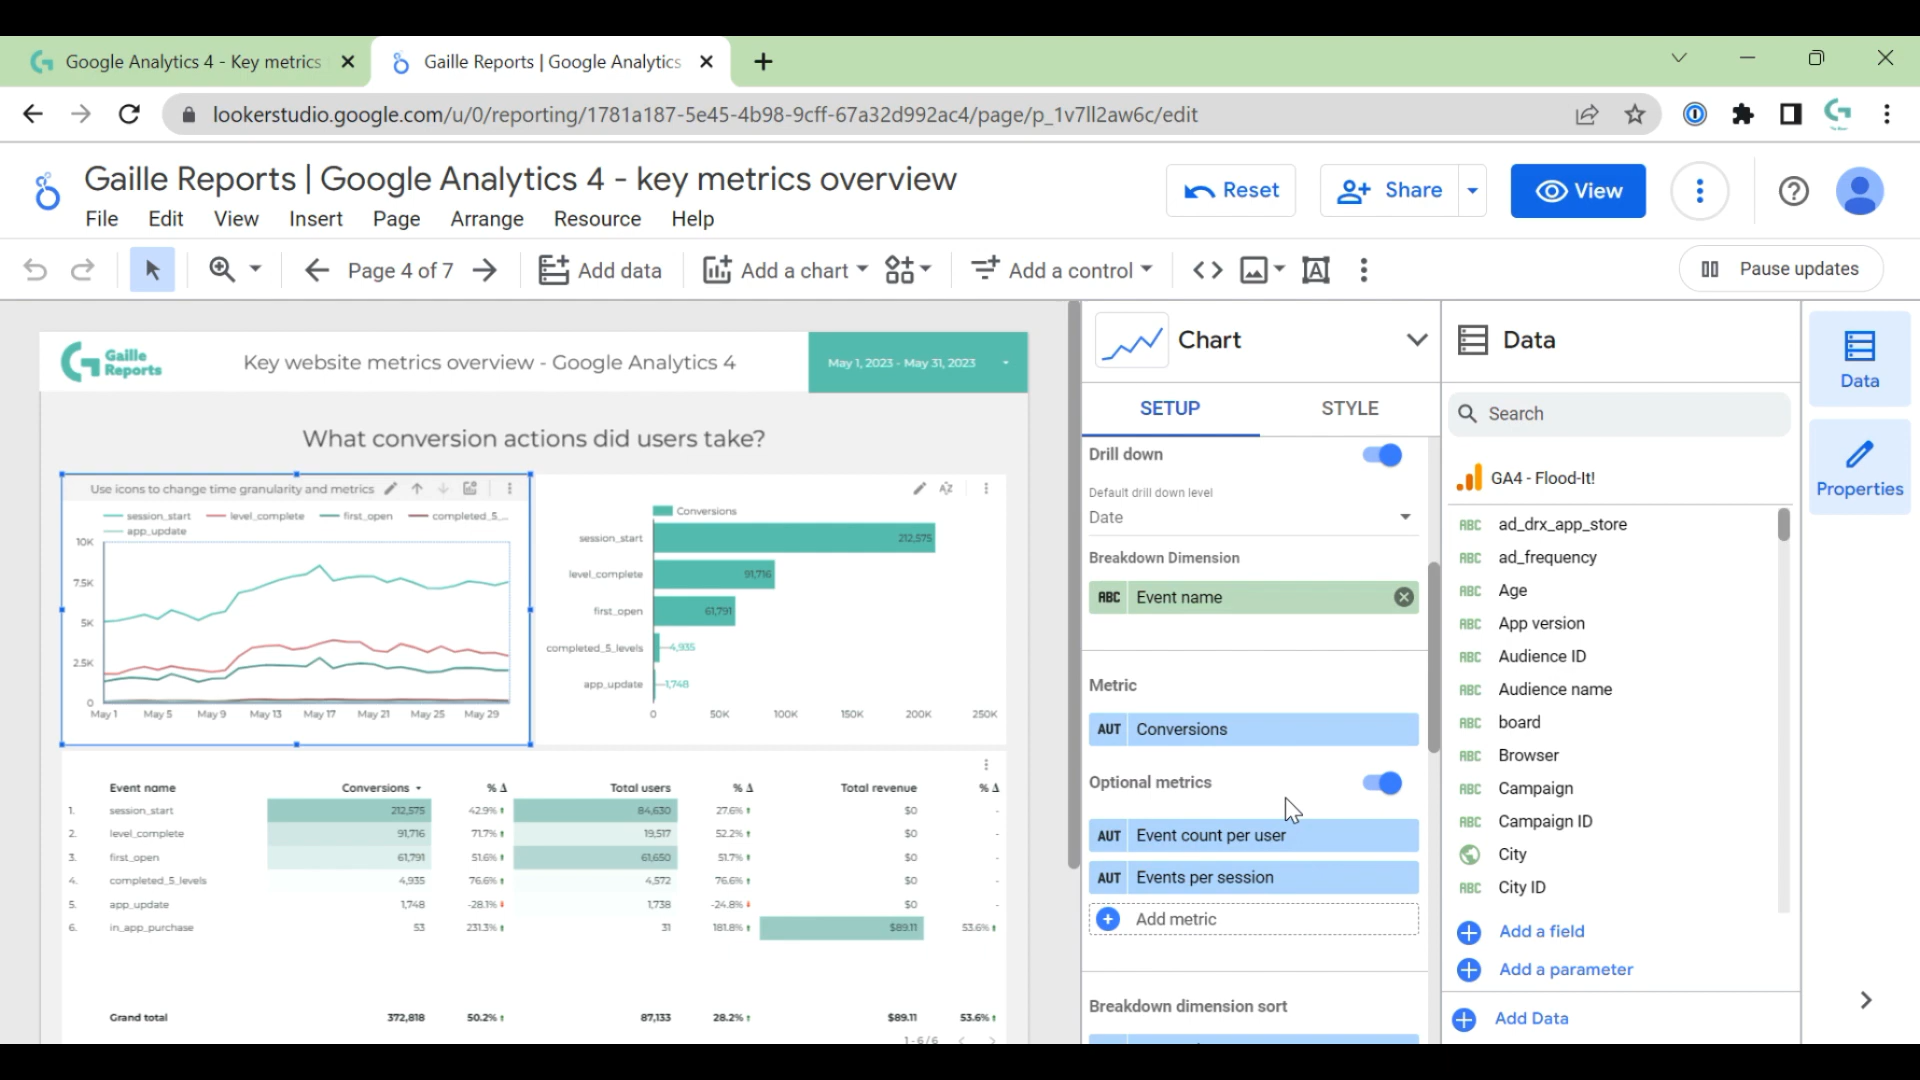 Google Analytics 4 - Key metrics
Gaille Reports | Google Analytics
lookerstudio.google.com/u/0/reporting/1781a187-5e45-4b98-9cff-67a32d992ac4/page/p_1v7ll2aw6c/edit
Gaille Reports | Google Analytics 4 - key metrics overview
Reset
Share
View
File Edit View Insert Page Arrange Resource Help
Page 4 of 7
Add data
Add a chart
Add a control
Pause updates
Gaille Reports
Key website metrics overview - Google Analytics 4
May 1, 2023 - May 31, 2023
What conversion actions did users take?
Use icons to change time granularity and metrics
session_start level_complete first_open completed_5_...
app_update
10K
7.5K
5K
2.5K
0
May 1 May 5 May 9 May 13 May 17 May 21 May 25 May 29
Conversions
session_start 212,575
level_complete 91,716
first_open 61,791
completed_5_levels 4,935
app_update 1,748
0 50K 100K 150K 200K 250K
Event name Conversions % Δ Total users % Δ Total revenue % Δ
1. session_start 212,575 42.9% 84,630 27.6% $0 -
2. level_complete 91,716 71.7% 19,517 52.2% $0 -
3. first_open 61,791 51.6% 61,650 51.7% $0 -
4. completed_5_levels 4,935 76.6% 4,572 76.6% $0 -
5. app_update 1,748 -28.1% 1,738 -24.8% $0 -
6. in_app_purchase 53 231.3% 31 181.8% $89.11 53.6%
Grand total 372,818 50.2% 87,133 28.2% $89.11 53.6%
1 - 6 / 6
Chart
SETUP STYLE
Drill down
Default drill down level
Date
Breakdown Dimension
ABC Event name
Metric
AUT Conversions
Optional metrics
AUT Event count per user
AUT Events per session
Add metric
Breakdown dimension sort
Data
Search
GA4 - Flood-It!
ABC ad_drx_app_store
ABC ad_frequency
ABC Age
ABC App version
ABC Audience ID
ABC Audience name
ABC board
ABC Browser
ABC Campaign
ABC Campaign ID
City
ABC City ID
Add a field
Add a parameter
Add Data
Data
Properties